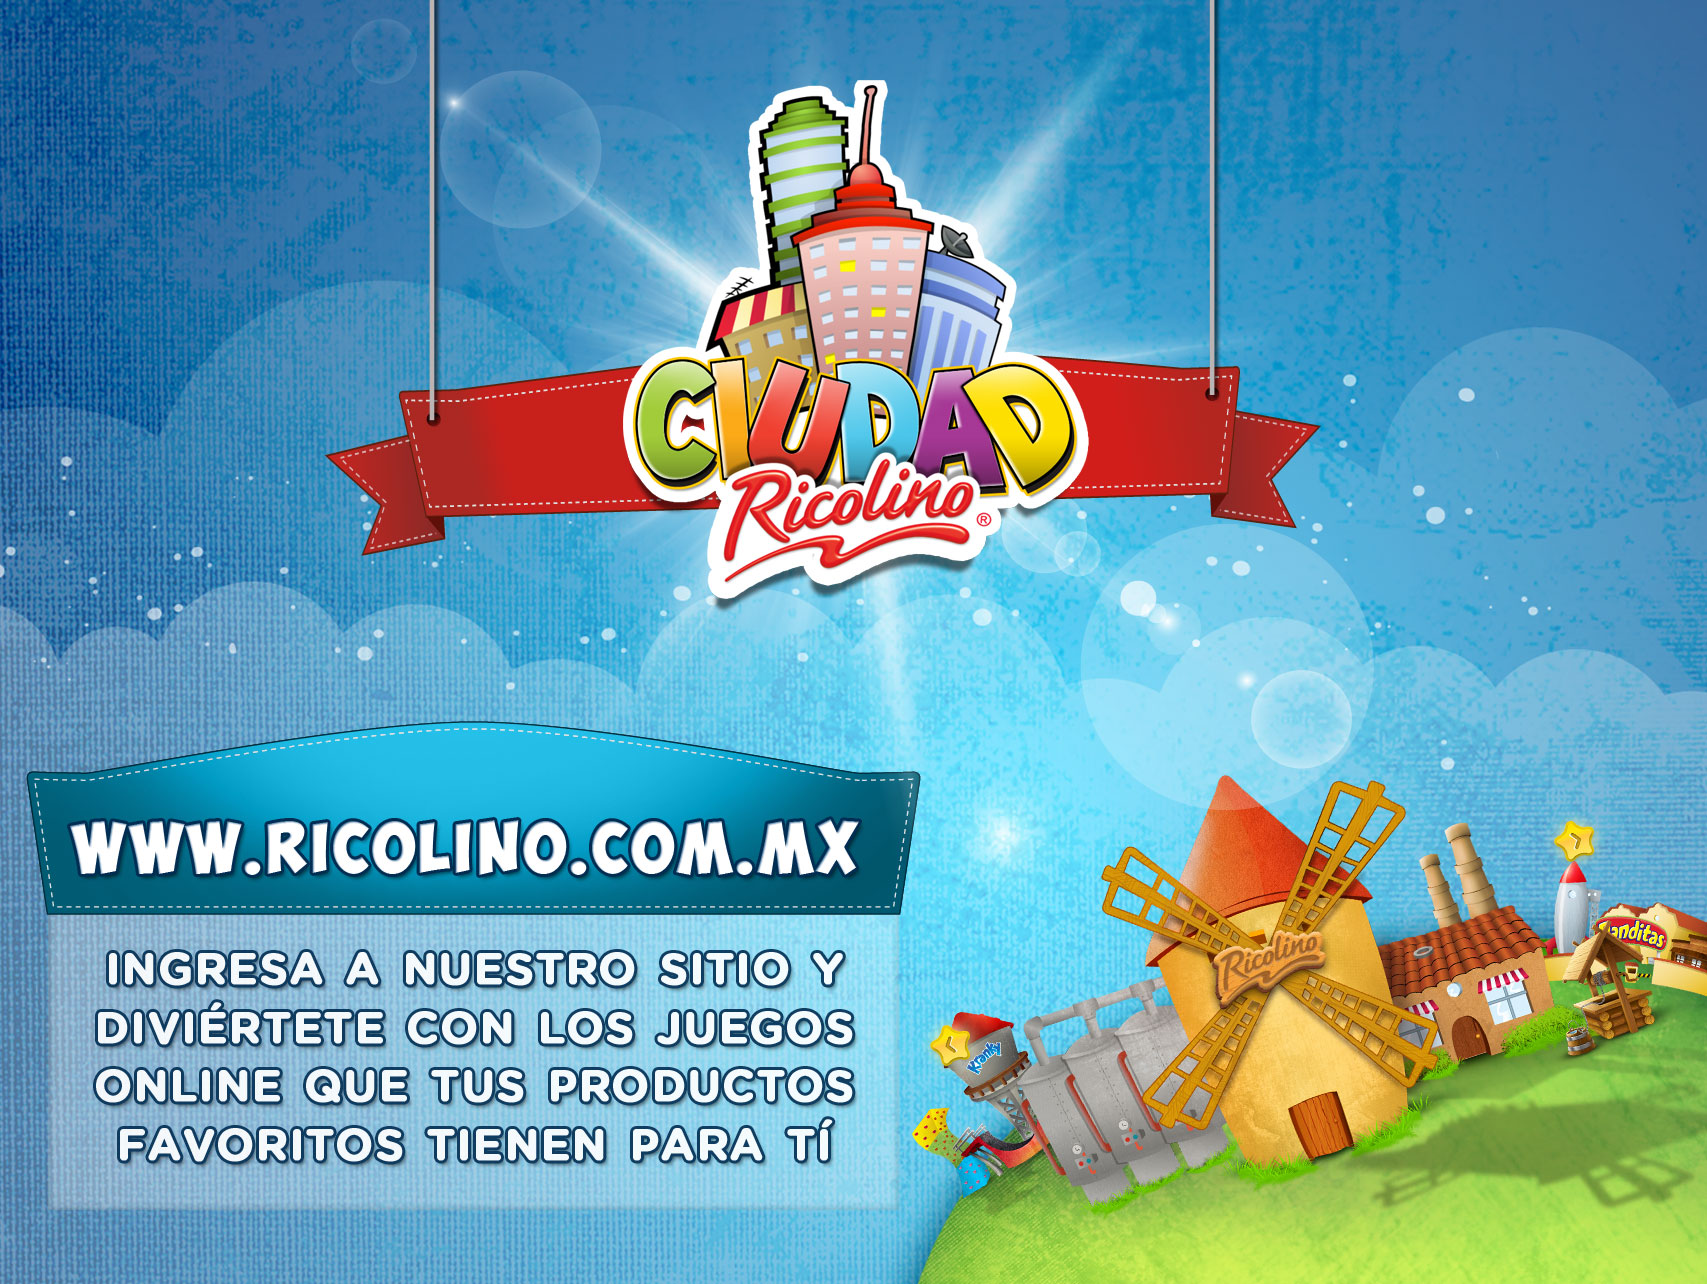 CIUDAD
Ricolino®
WWW.RICOLINO.COM.MX
INGRESA A NUESTRO SITIO Y
DIVIÉRTETE CON LOS JUEGOS
ONLINE QUE TUS PRODUCTOS
FAVORITOS TIENEN PARA TÍ
Ricolino
Kranky